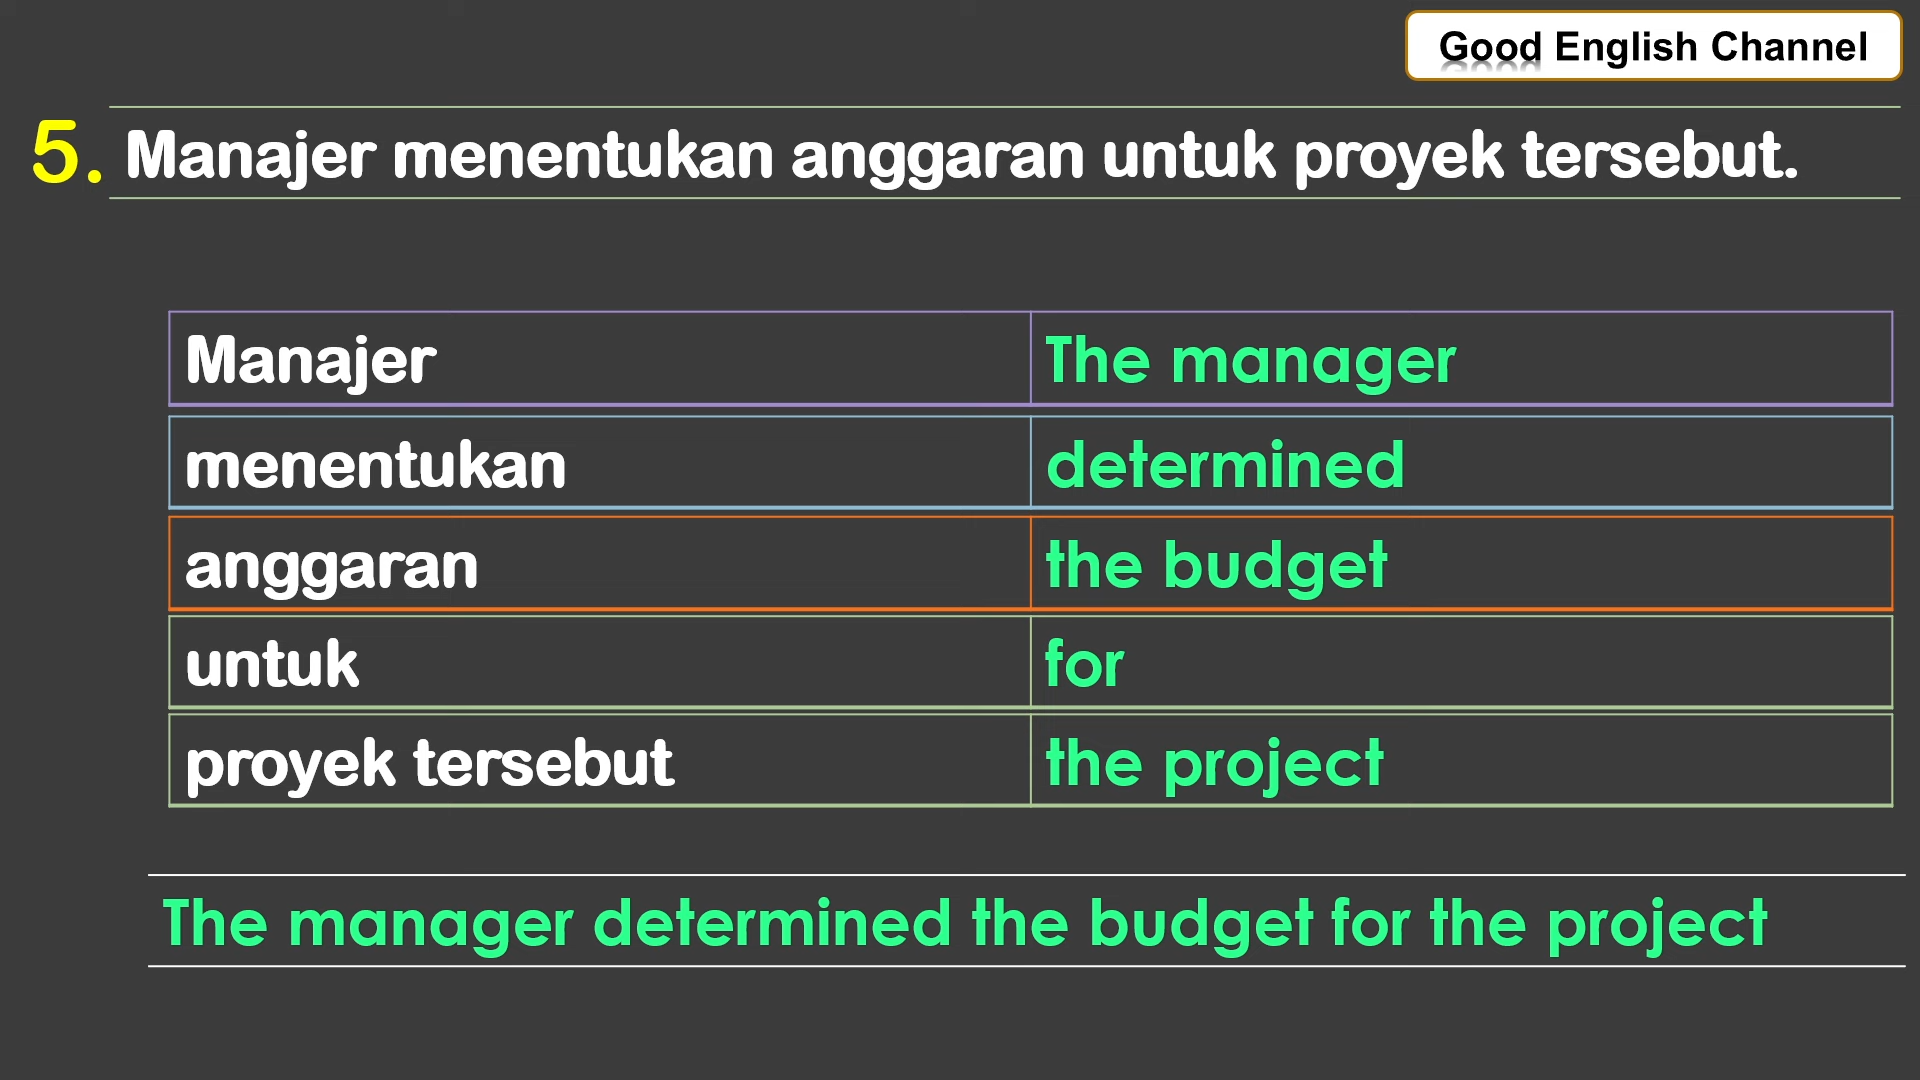 Good English Channel
5. Manajer menentukan anggaran untuk proyek tersebut.
Manajer The manager
menentukan determined
anggaran the budget
untuk for
proyek tersebut the project
The manager determined the budget for the project